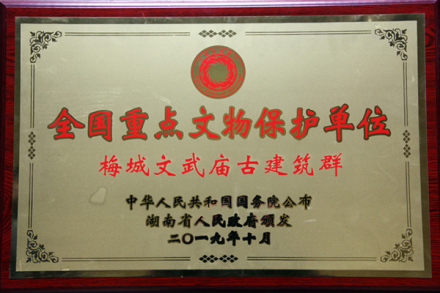 全国重点文物保护单位
梅城文武庙古建筑群
中华人民共和国国务院公布
湖南省人民政府颁发
二〇一九年十月